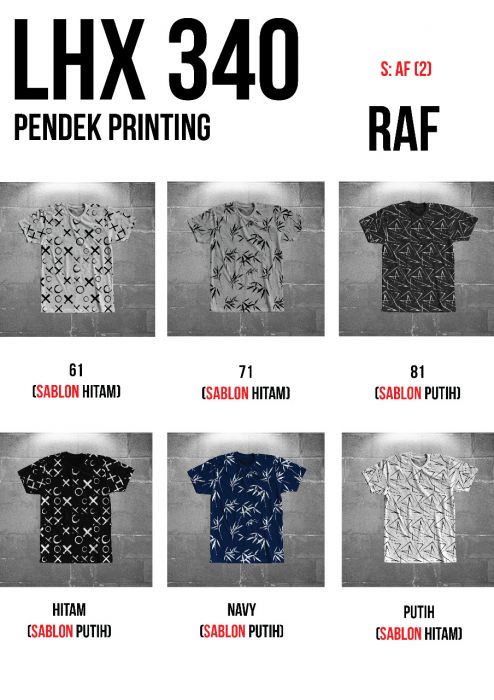 LHX 340
S: AF (2)
PENDEK PRINTING
RAF
61
(SABLON HITAM)
71
(SABLON HITAM)
81
(SABLON PUTIH)
HITAM
(SABLON PUTIH)
NAVY
(SABLON PUTIH)
PUTIH
(SABLON HITAM)